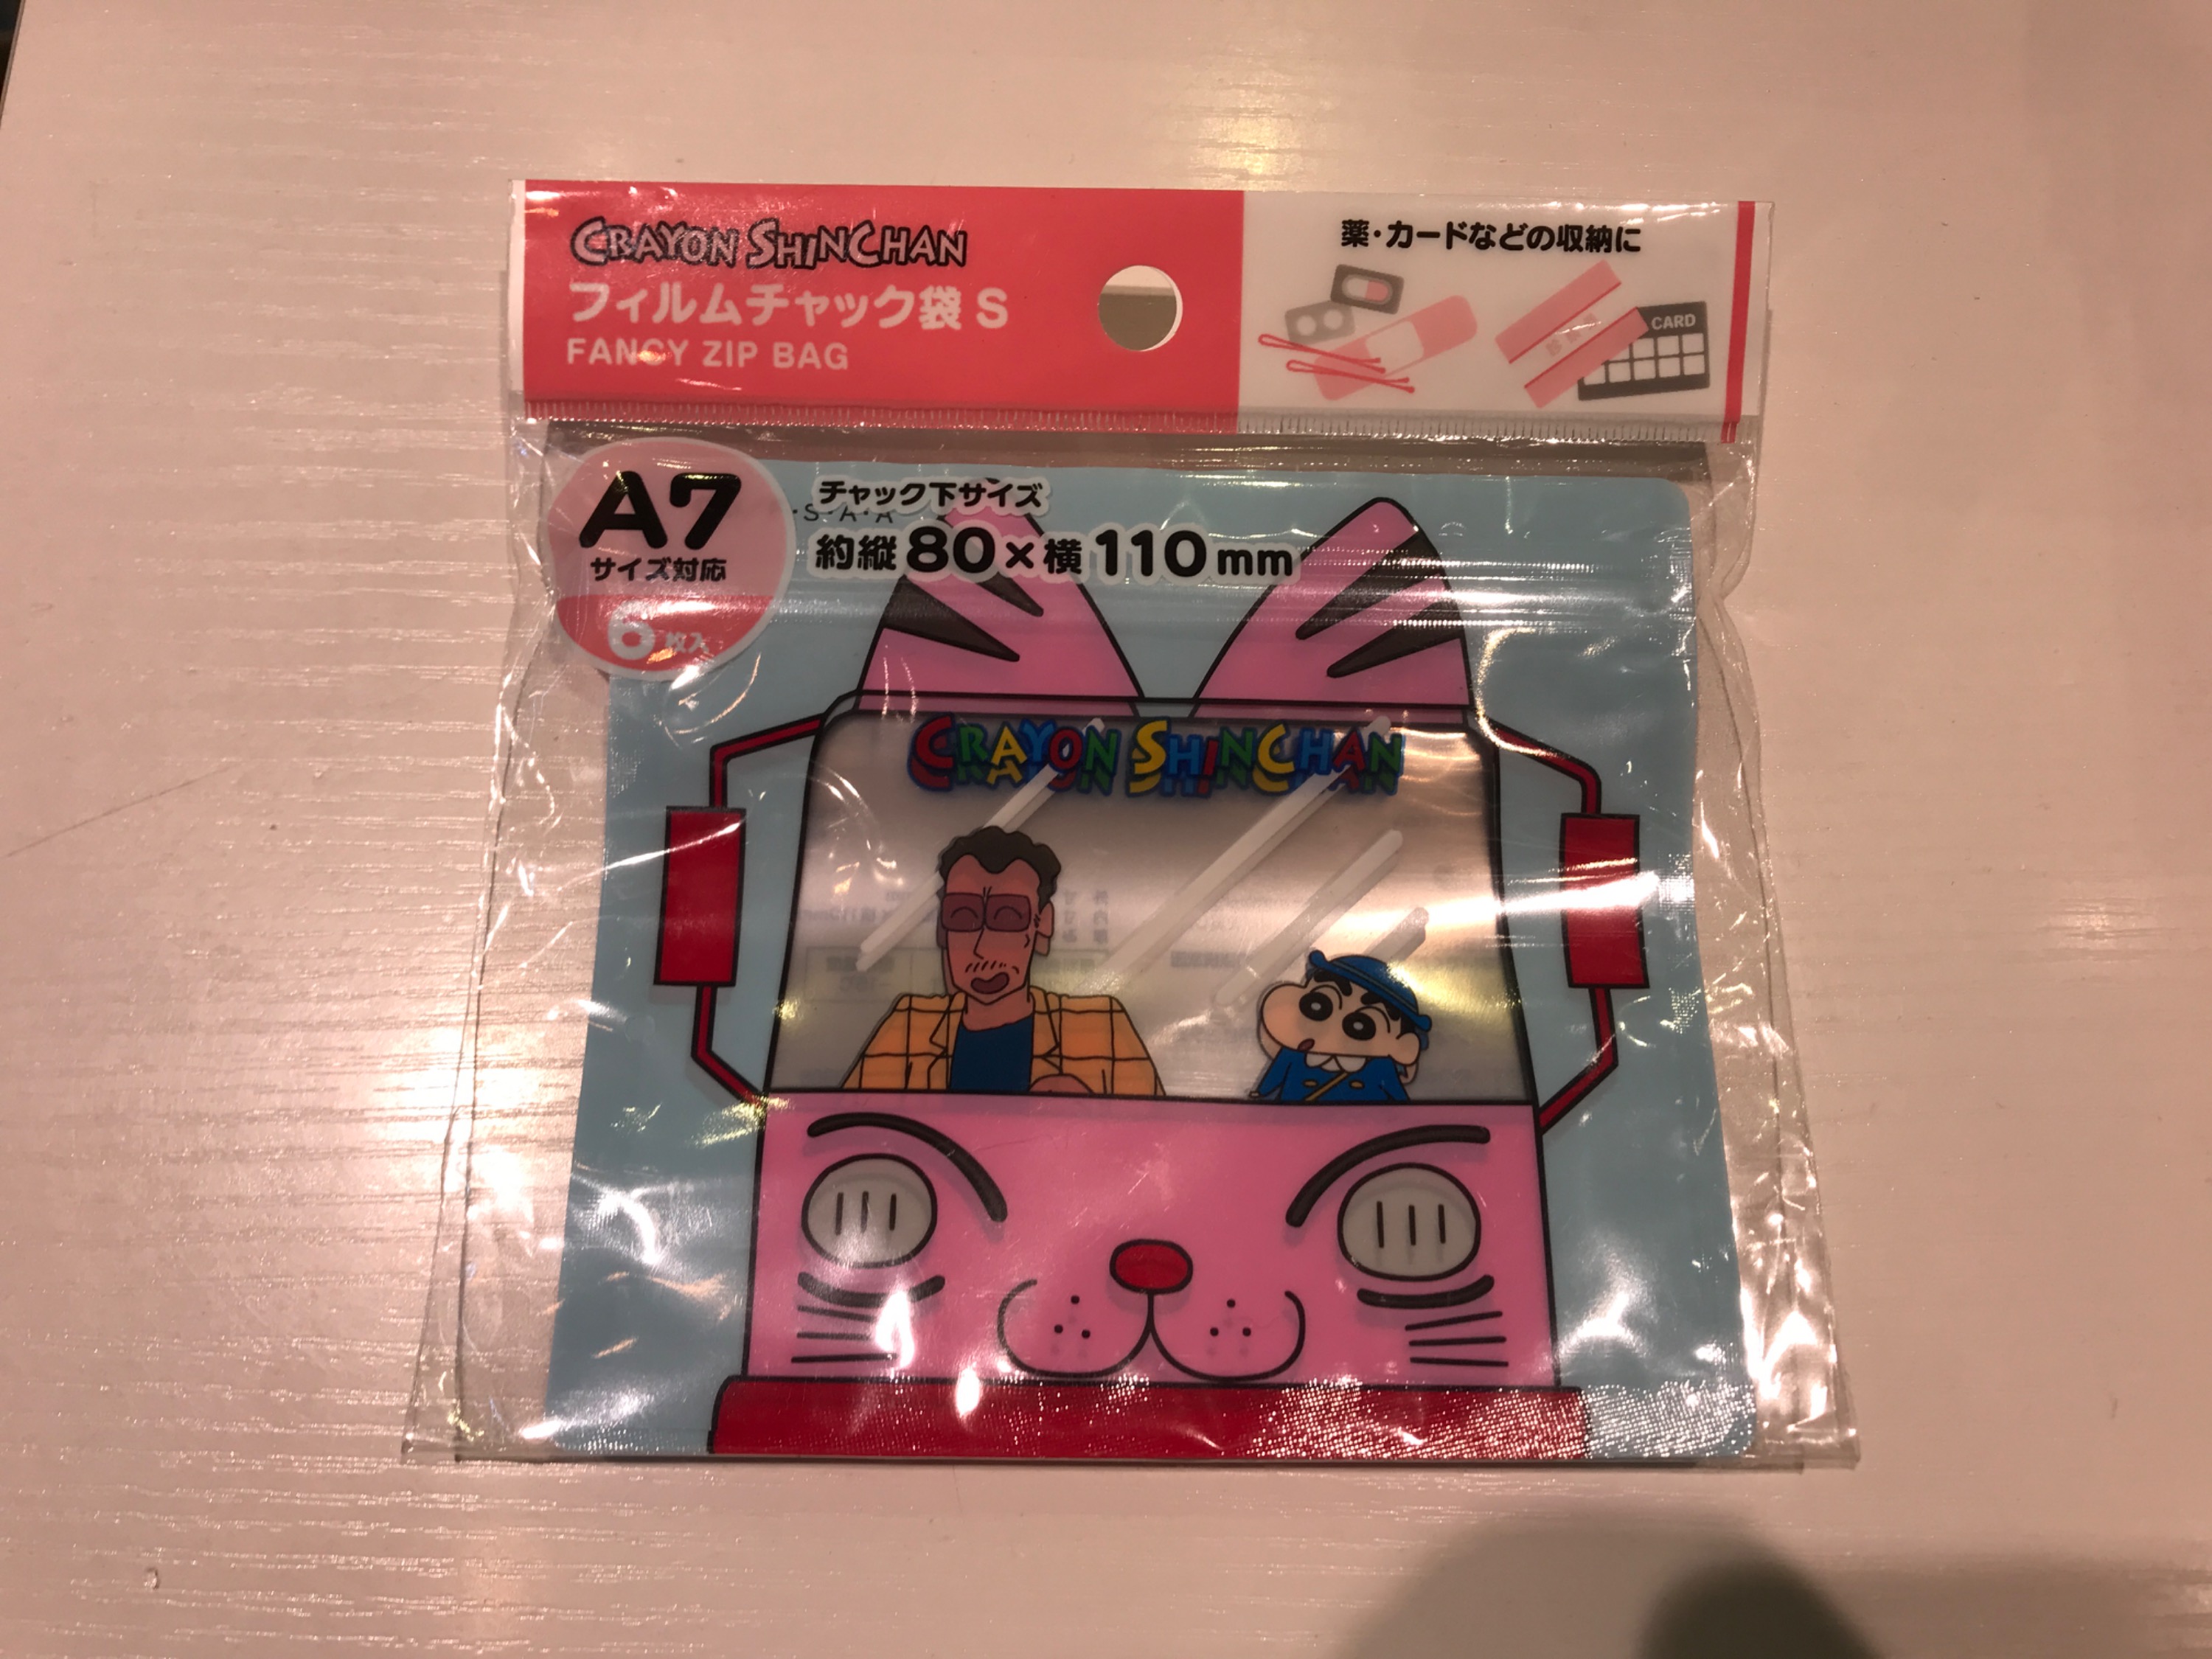 CRAYON SHINCHAN
フィルムチャック袋 S
FANCY ZIP BAG
薬・カードなどの収納に
CARD
A7
サイズ対応
6枚入
チャック下サイズ
約縦80×横110mm
・S・A・A
CRAYON SHINCHAN